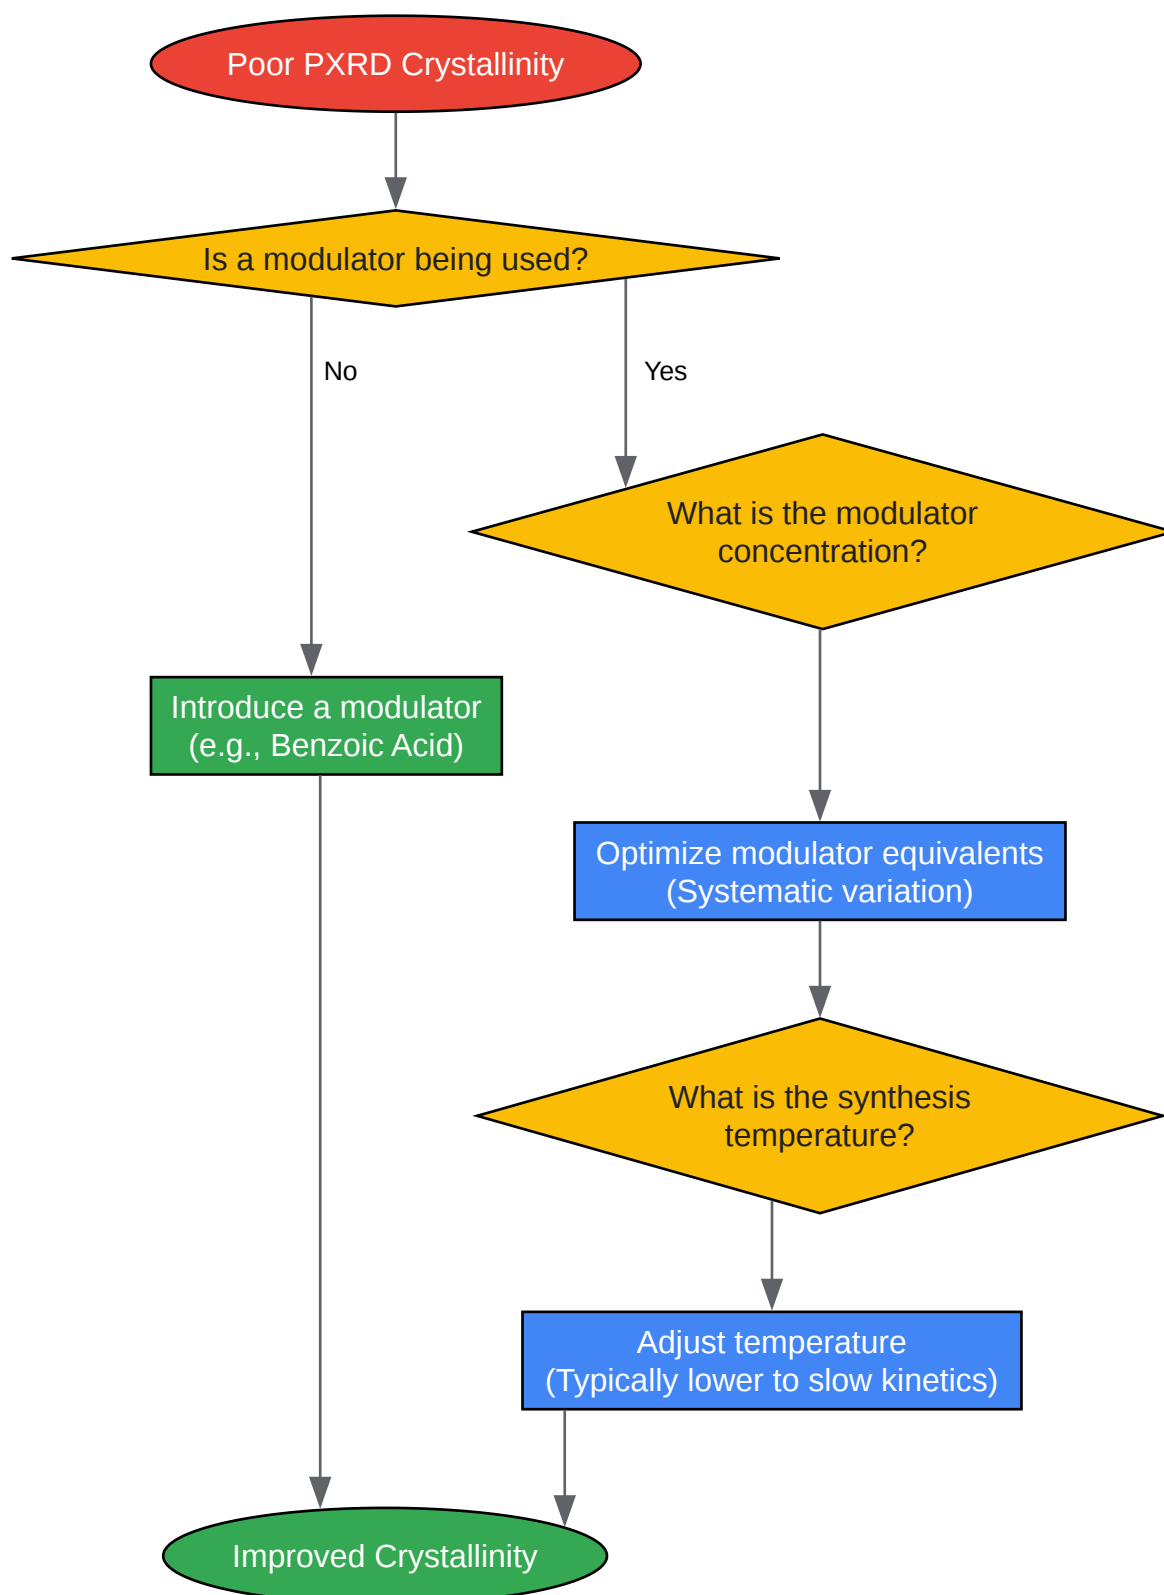 Poor PXRD Crystallinity
Is a modulator being used?
No
Yes
What is the modulator
concentration?
Introduce a modulator
(e.g., Benzoic Acid)
Optimize modulator equivalents
(Systematic variation)
What is the synthesis
temperature?
Adjust temperature
(Typically lower to slow kinetics)
Improved Crystallinity